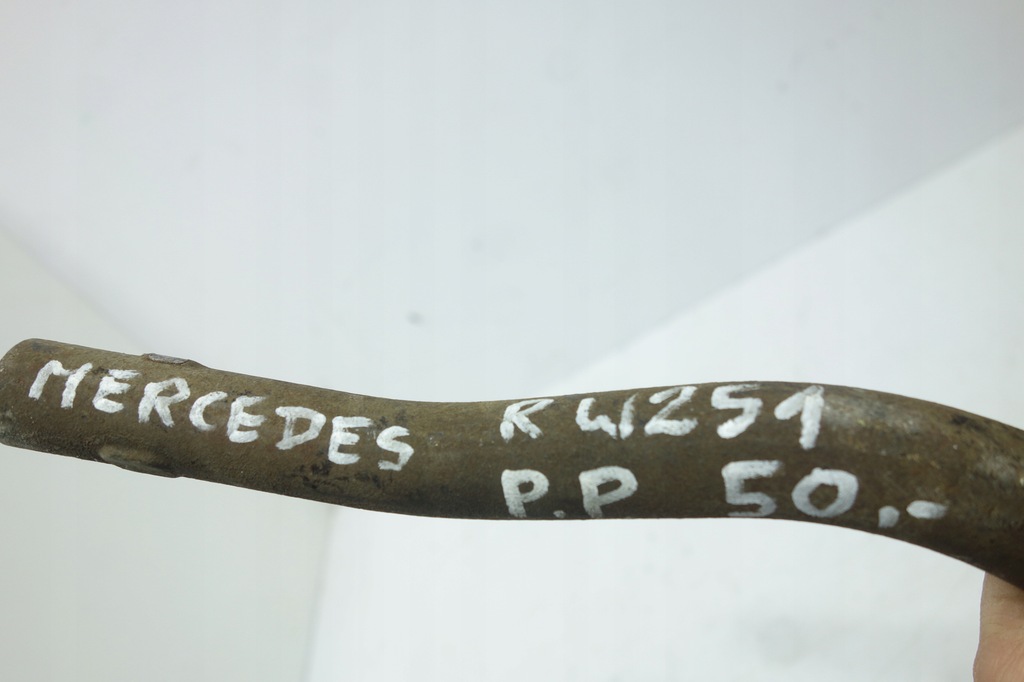 MERCEDES R W251
P.P 50,-